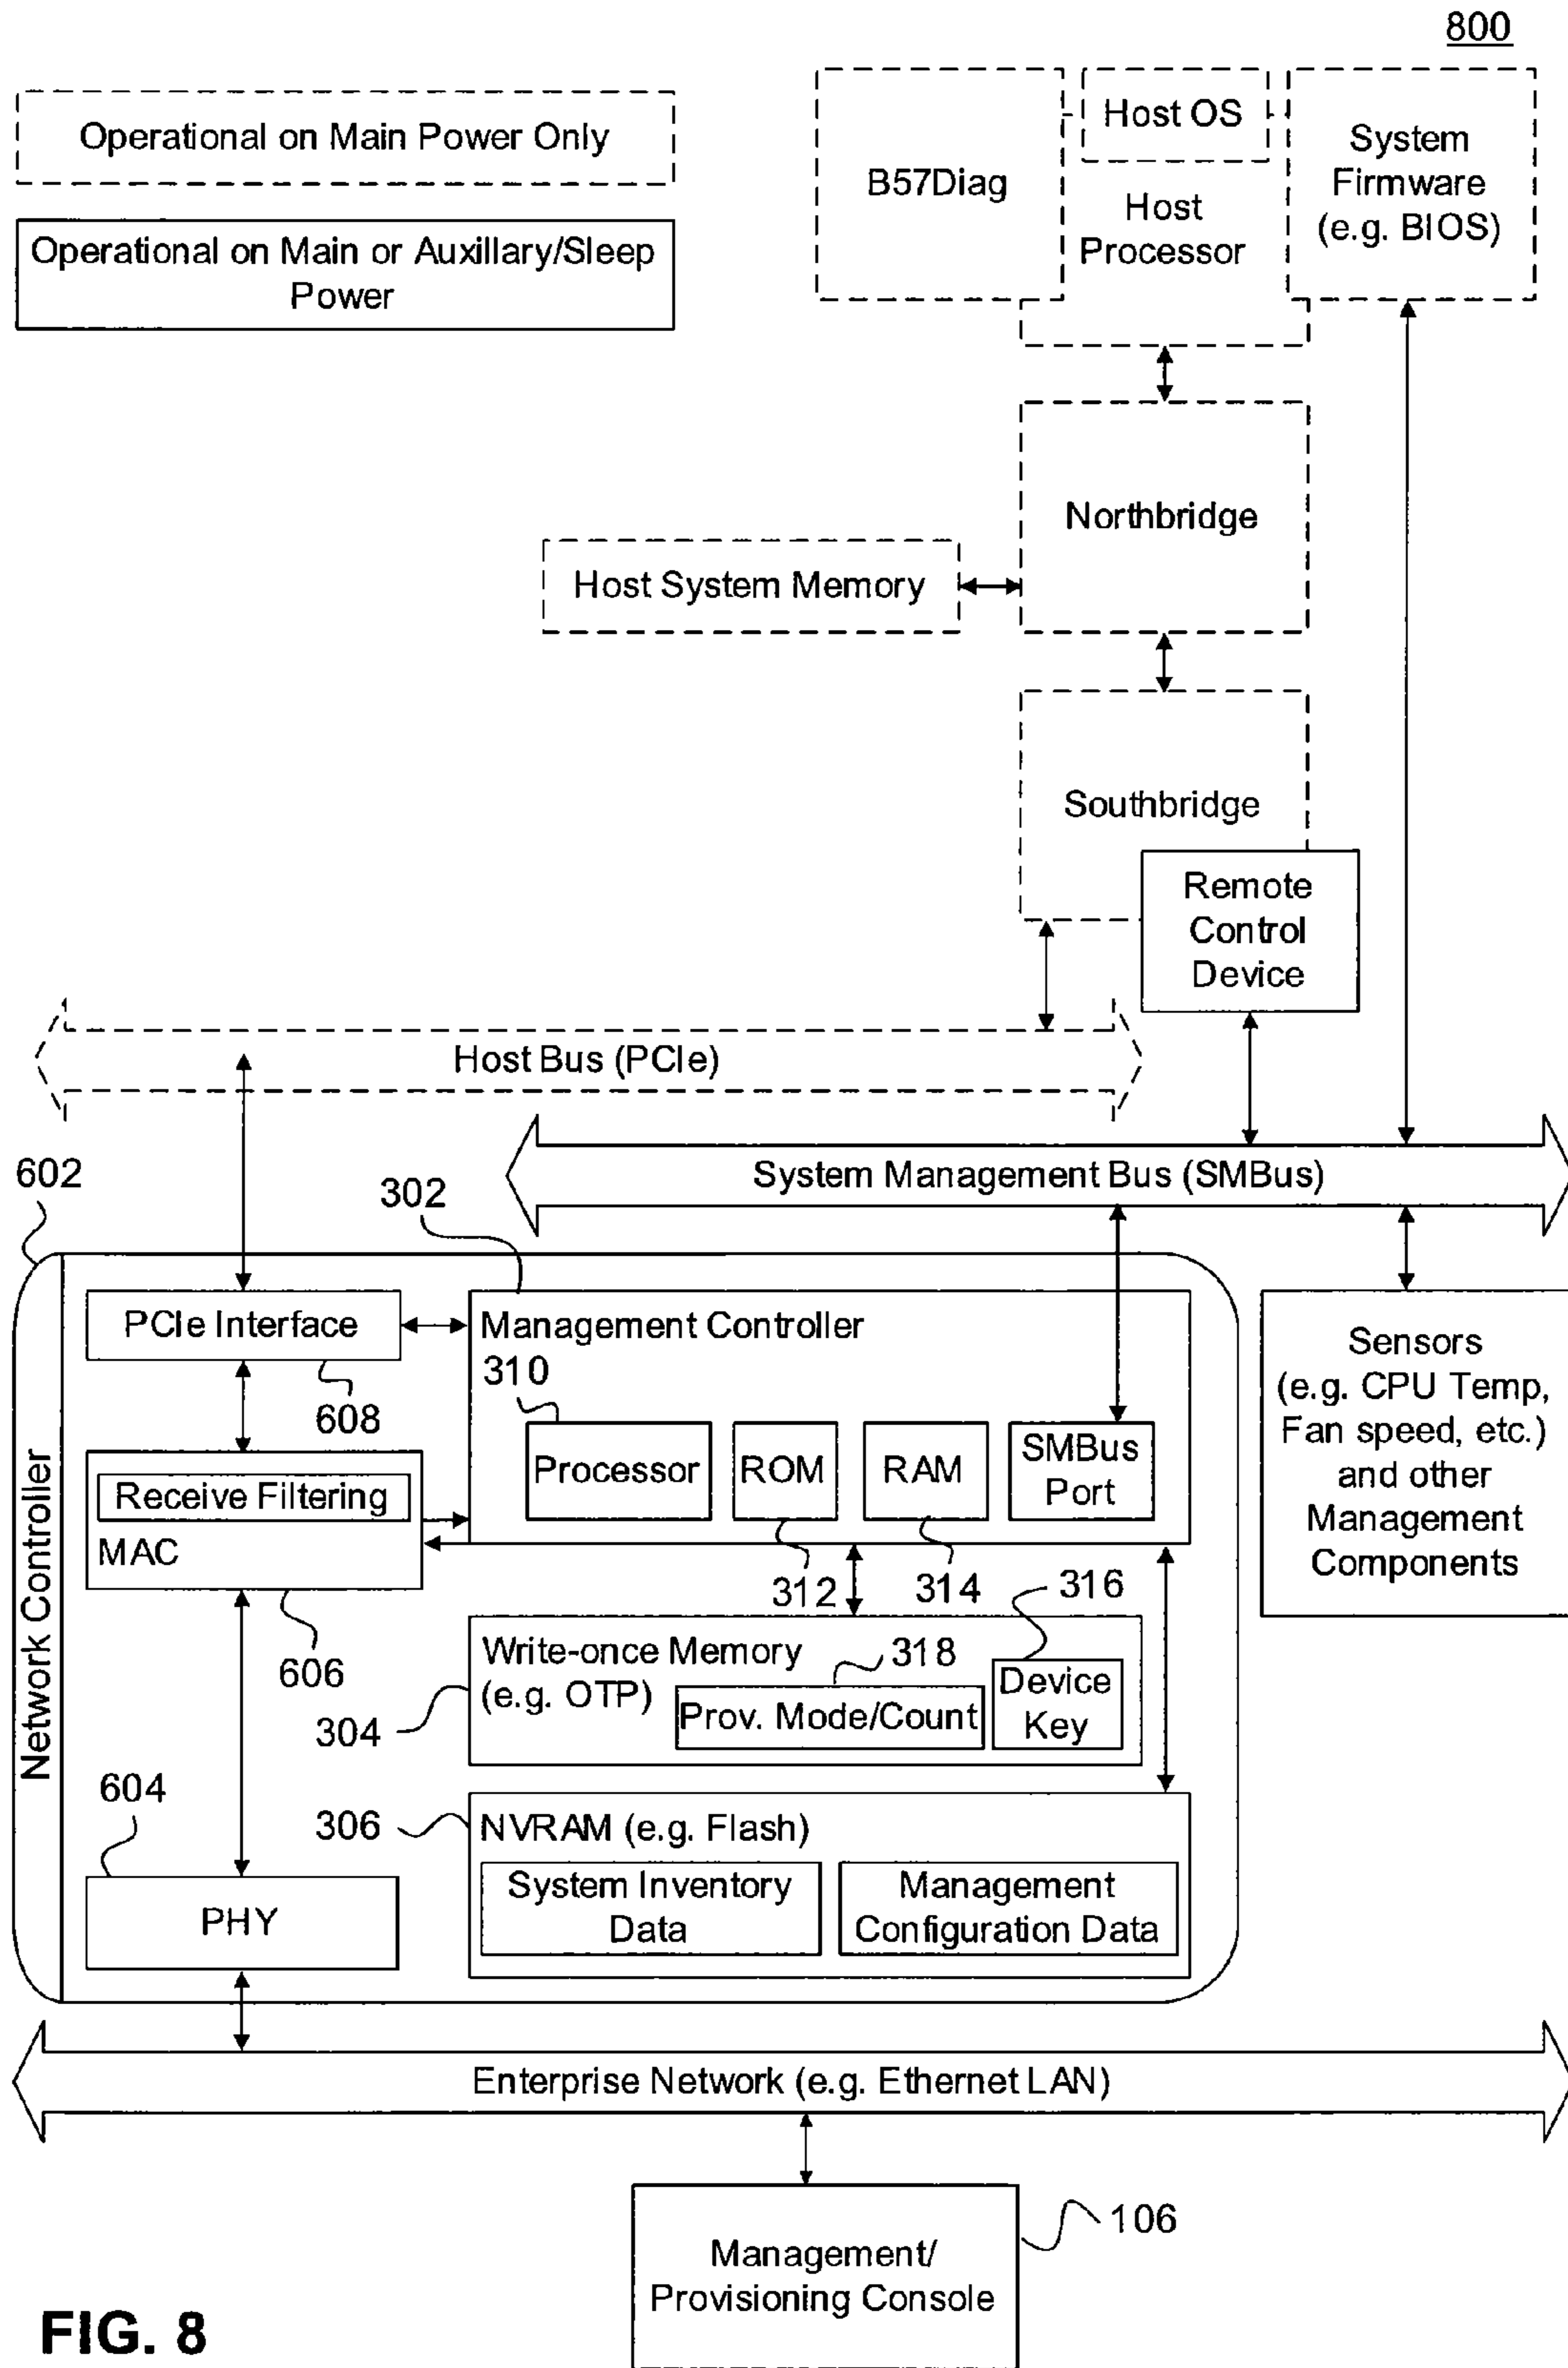 800
Operational on Main Power Only
Operational on Main or Auxillary/Sleep
Power
B57Diag
Host OS
Host
Processor
System
Firmware
(e.g. BIOS)
Northbridge
Host System Memory
Southbridge
Remote
Control
Device
Host Bus (PCIe)
System Management Bus (SMBus)
602
302
Network Controller
PCIe Interface
608
Management Controller
310
Processor
ROM
RAM
SMBus
Port
312
314
Receive Filtering
MAC
606
316
Write-once Memory
(e.g. OTP)
318
Prov. Mode/Count
Device
Key
304
Sensors
(e.g. CPU Temp,
Fan speed, etc.)
and other
Management
Components
604
PHY
306
NVRAM (e.g. Flash)
System Inventory
Data
Management
Configuration Data
Enterprise Network (e.g. Ethernet LAN)
106
Management/
Provisioning Console
FIG. 8